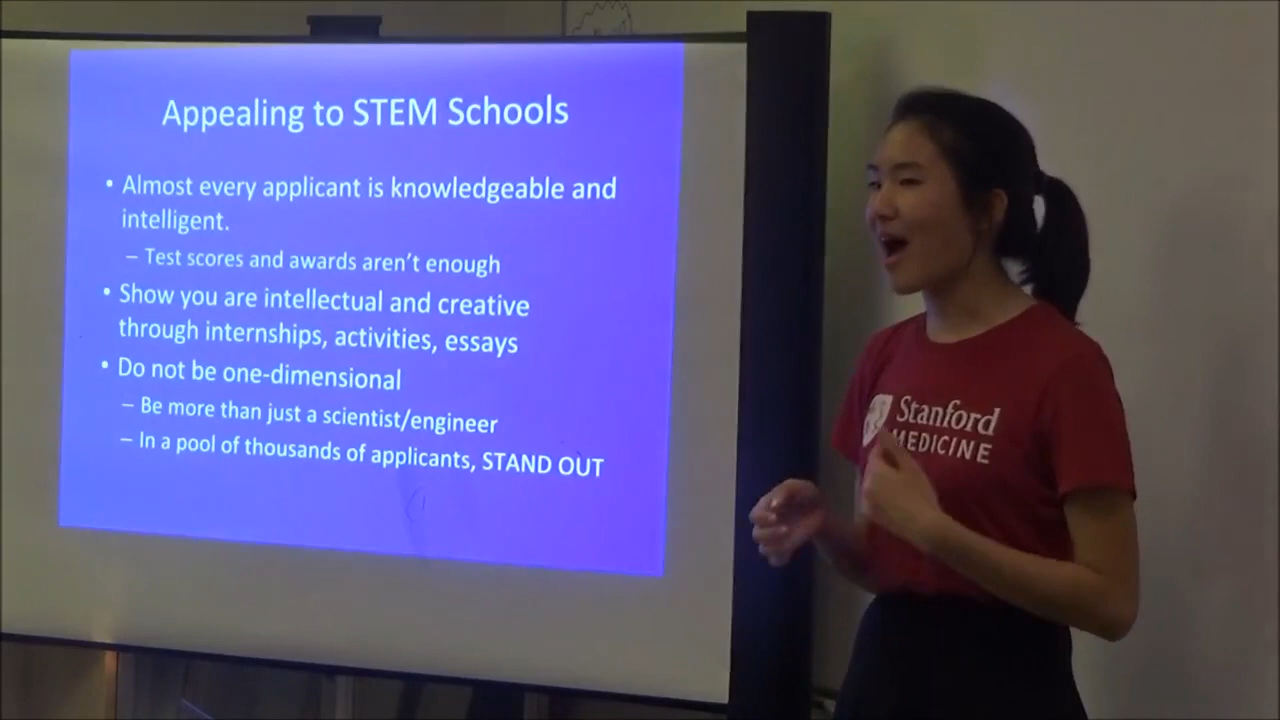 Appealing to STEM Schools
• Almost every applicant is knowledgeable and
intelligent.
– Test scores and awards aren't enough
• Show you are intellectual and creative
through internships, activities, essays
• Do not be one-dimensional
– Be more than just a scientist/engineer
– In a pool of thousands of applicants, STAND OUT
Stanford
MEDICINE